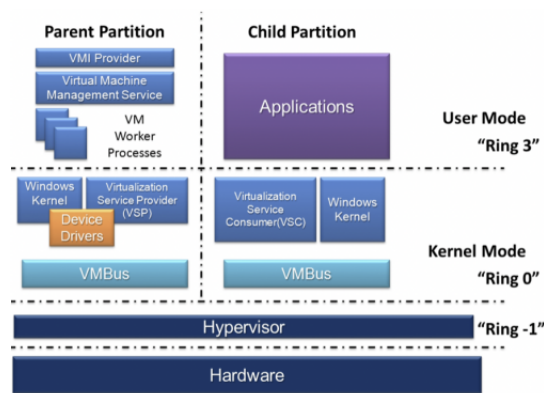 Parent Partition
Child Partition
VMI Provider
Virtual Machine
Management Service
VM
Worker
Processes
Applications
User Mode
“Ring 3”
Windows
Kernel
Virtualization
Service Provider
(VSP)
Device
Drivers
VMBus
Virtualization
Service
Consumer(VSC)
Windows
Kernel
VMBus
Kernel Mode
“Ring 0”
Hypervisor
“Ring -1”
Hardware